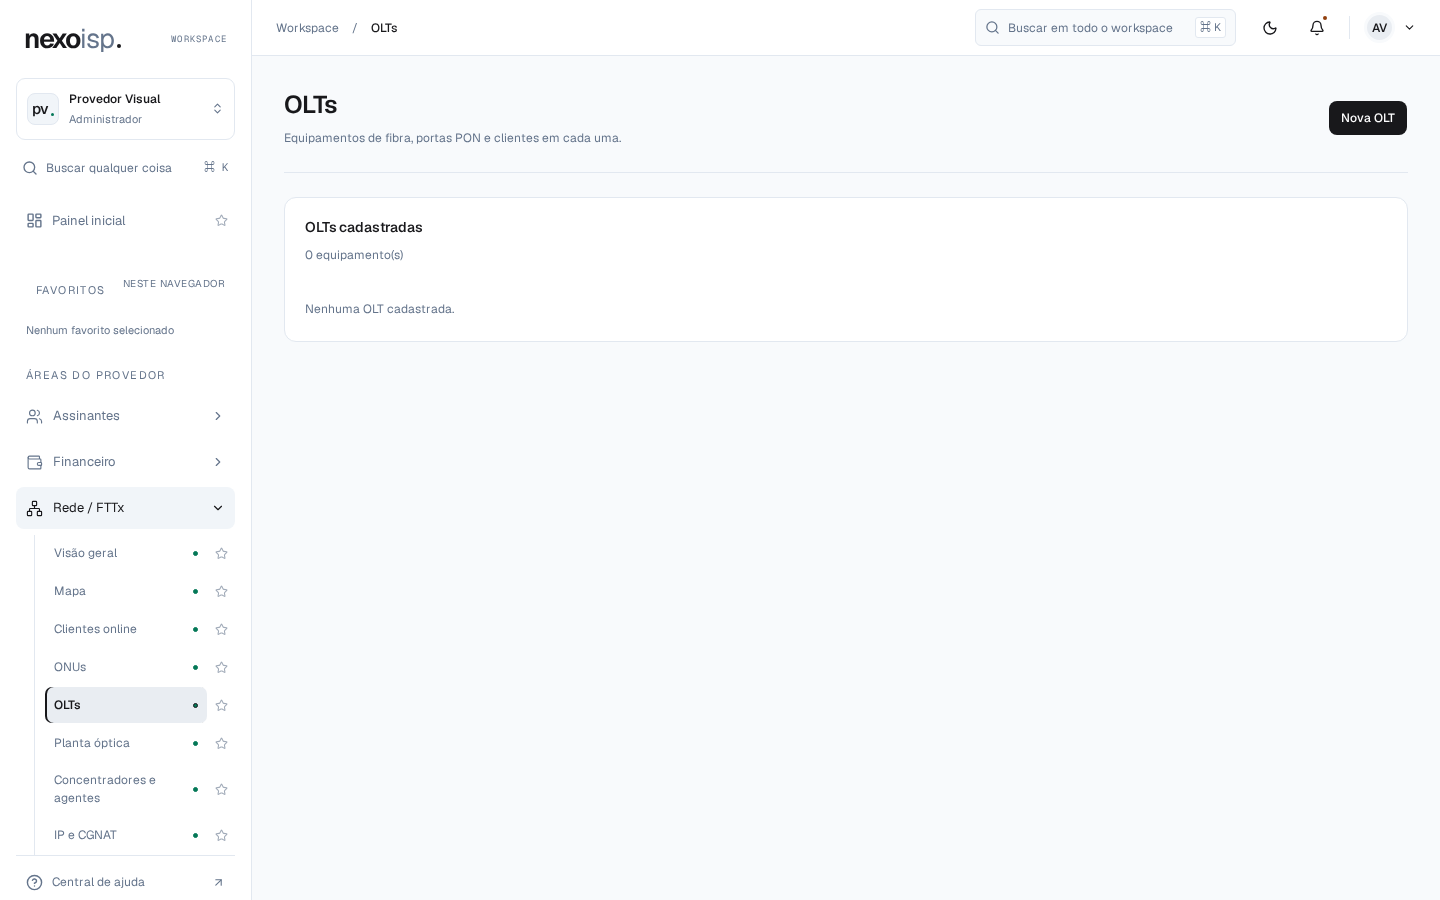 nexoisp.
WORKSPACE
pv.
Provedor Visual
Administrador
Buscar qualquer coisa
⌘ K
Painel inicial
FAVORITOS
NESTE NAVEGADOR
Nenhum favorito selecionado
ÁREAS DO PROVEDOR
Assinantes
Financeiro
Rede / FTTx
Visão geral
Mapa
Clientes online
ONUs
OLTs
Planta óptica
Concentradores e
agentes
IP e CGNAT
Central de ajuda
Workspace / OLTs
Buscar em todo o workspace
⌘ K
AV
OLTs
Equipamentos de fibra, portas PON e clientes em cada uma.
Nova OLT
OLTs cadastradas
0 equipamento(s)
Nenhuma OLT cadastrada.